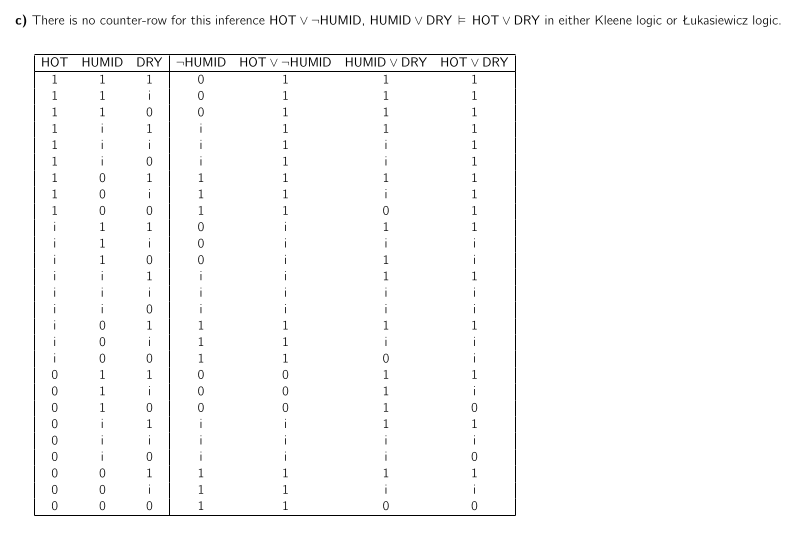 c) There is no counter-row for this inference HOT ∨ ¬HUMID, HUMID ∨ DRY ⊨ HOT ∨ DRY in either Kleene logic or Łukasiewicz logic.
HOT HUMID DRY ¬HUMID HOT ∨ ¬HUMID HUMID ∨ DRY HOT ∨ DRY
1 1 1 0 1 1 1
1 1 i 0 1 1 1
1 1 0 0 1 1 1
1 i 1 i 1 1 1
1 i i i 1 i 1
1 i 0 i 1 i 1
1 0 1 1 1 1 1
1 0 i 1 1 i 1
1 0 0 1 1 0 1
i 1 1 0 i 1 1
i 1 i 0 i i i
i 1 0 0 i 1 i
i i 1 i i 1 1
i i i i i i i
i i 0 i i i i
i 0 1 1 1 1 1
i 0 i 1 1 i i
i 0 0 1 1 0 i
0 1 1 0 0 1 1
0 1 i 0 0 1 i
0 1 0 0 0 1 0
0 i 1 i i 1 1
0 i i i i i i
0 i 0 i i i 0
0 0 1 1 1 1 1
0 0 i 1 1 i i
0 0 0 1 1 0 0